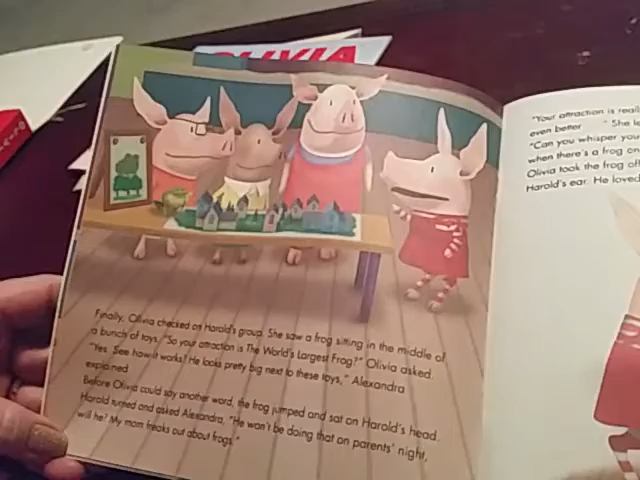 OLIVIA
Finally, Olivia checked on Harold's group. She saw a frog sitting in the middle of
a bunch of toys. "So your attraction is The World's Largest Frog?" Olivia asked.
"Yes. See how it works! He looks pretty big next to these toys," Alexandra
explained.
Before Olivia could say another word, the frog jumped and sat on Harold's head.
Harold turned and asked Alexandra, "He won't be doing that on parents' night,
will he? My mom freaks out about frogs."
"Your attraction is
even better." She
"Can you whisper
when there's a frog
Olivia took the frog
Harold's ear. He loved